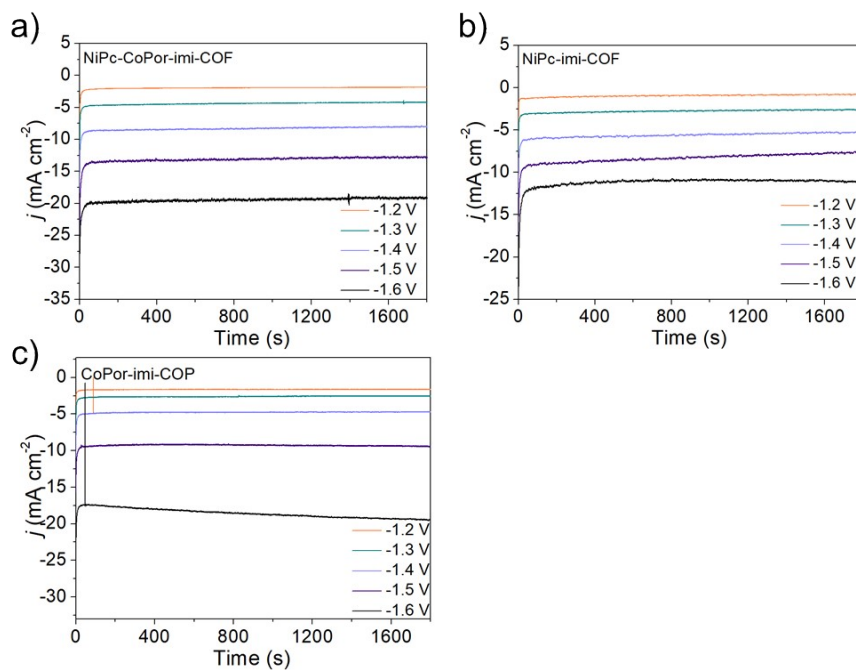 a)
NiPc-CoPor-imi-COF
5
0
-5
-10
-15
-20
-25
-30
-35
j (mA cm⁻²)
0
400
800
1200
1600
Time (s)
-1.2 V
-1.3 V
-1.4 V
-1.5 V
-1.6 V
b)
NiPc-imi-COF
5
0
-5
-10
-15
-20
-25
j (mA cm⁻²)
0
400
800
1200
1600
Time (s)
-1.2 V
-1.3 V
-1.4 V
-1.5 V
-1.6 V
c)
CoPor-imi-COP
5
0
-5
-10
-15
-20
-25
-30
j (mA cm⁻²)
0
400
800
1200
1600
Time (s)
-1.2 V
-1.3 V
-1.4 V
-1.5 V
-1.6 V